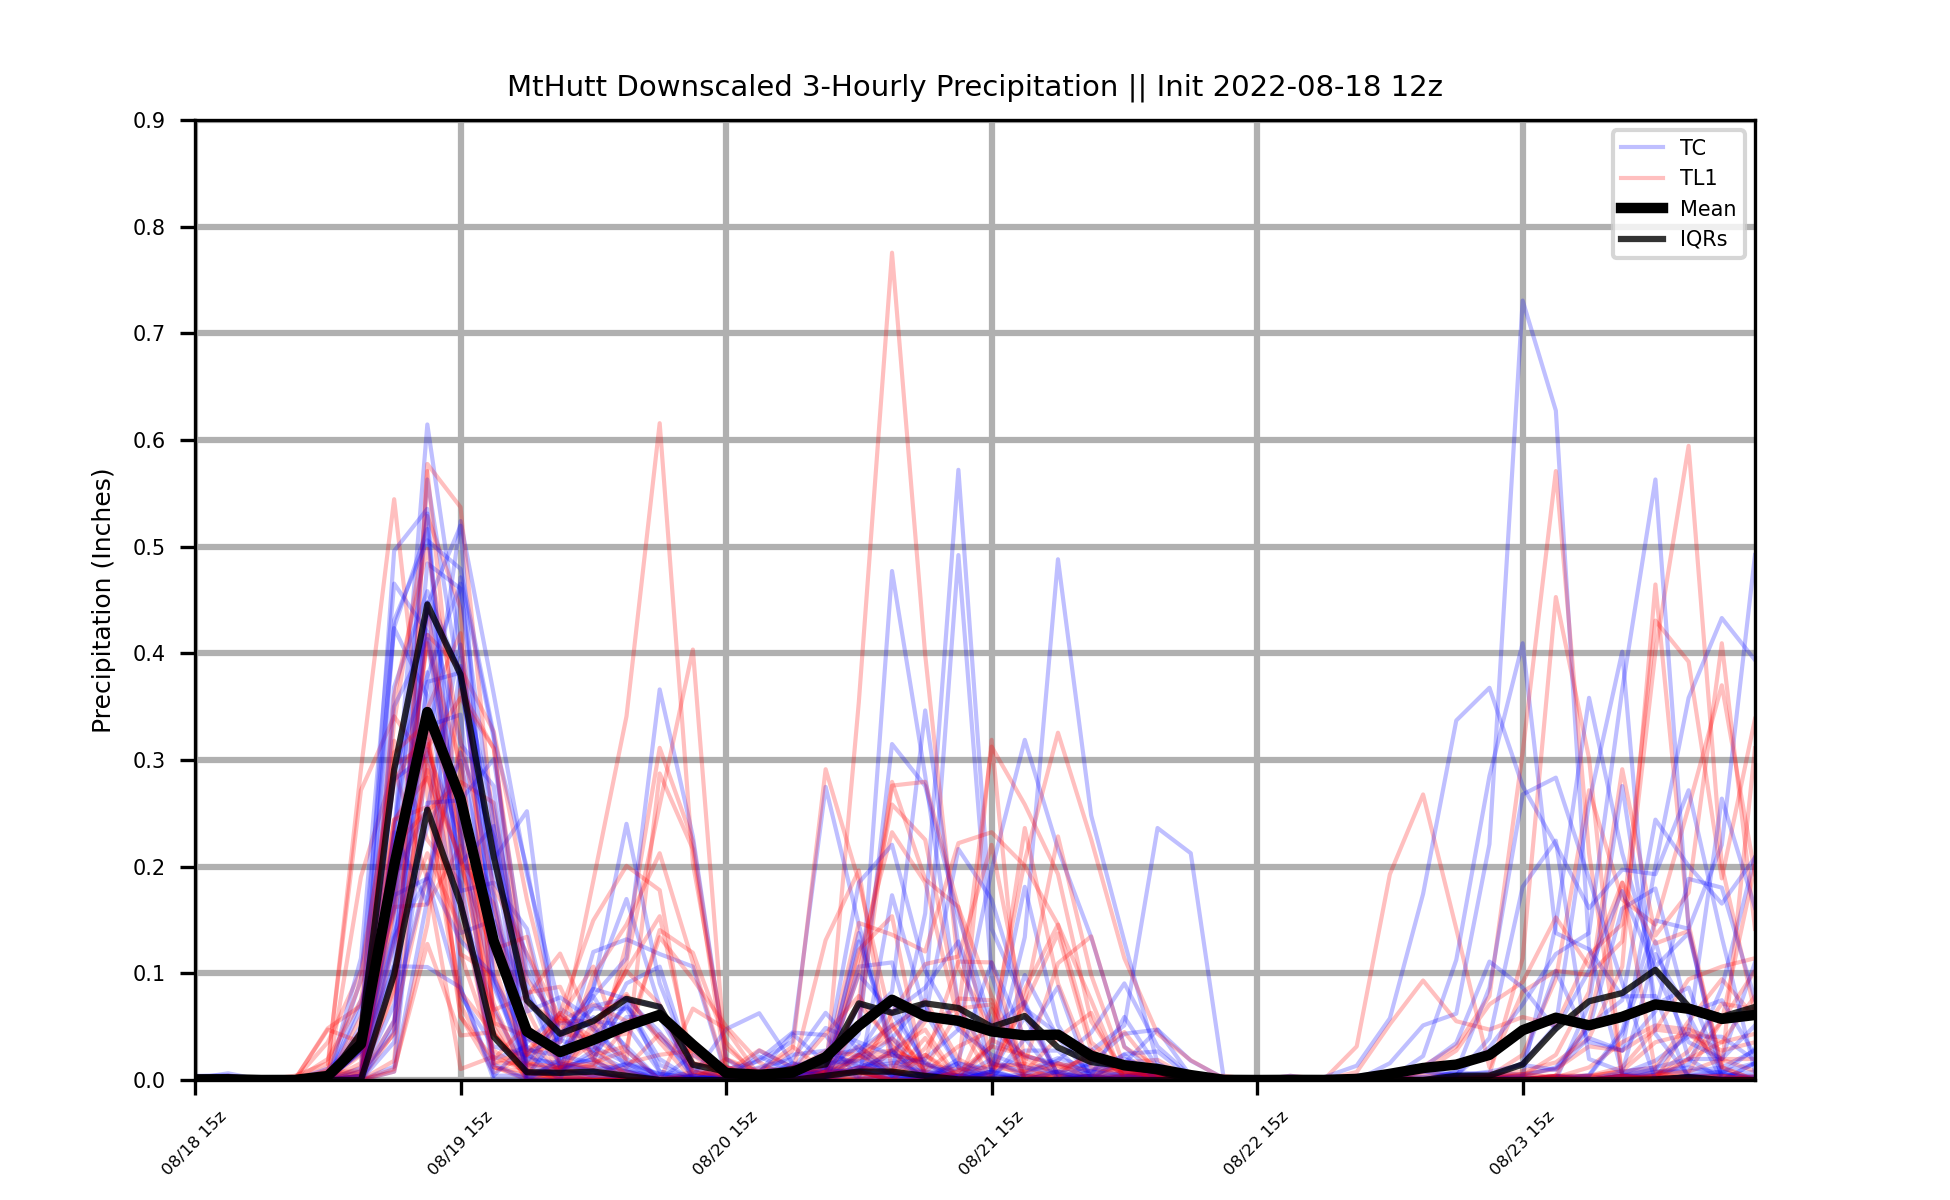 MtHutt Downscaled 3-Hourly Precipitation || Init 2022-08-18 12z
TC
TL1
Mean
IQRs
Precipitation (Inches)
0.9
0.8
0.7
0.6
0.5
0.4
0.3
0.2
0.1
0.0
08/18 15z
08/19 15z
08/20 15z
08/21 15z
08/22 15z
08/23 15z